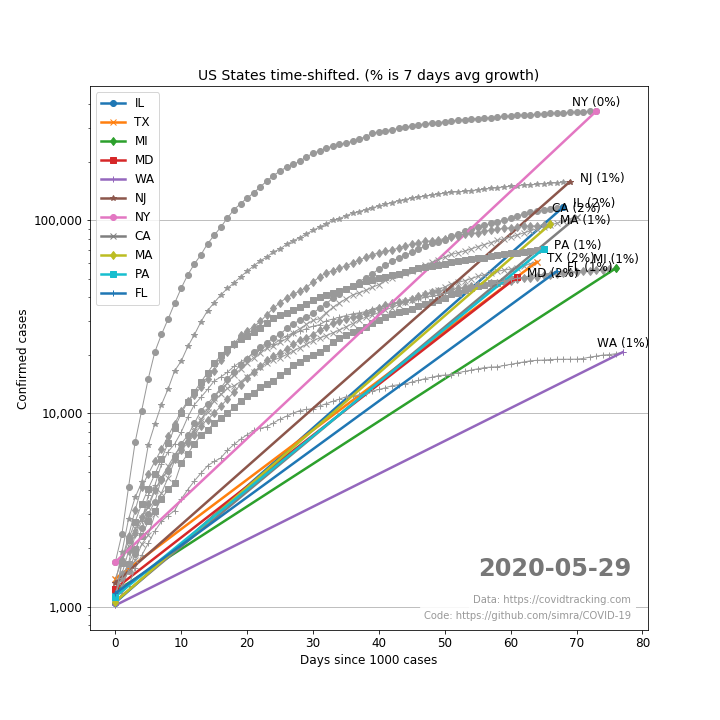 US States time-shifted. (% is 7 days avg growth)
IL
TX
MI
MD
WA
NJ
NY
CA
MA
PA
FL
NY (0%)
NJ (1%)
IL (2%)
CA (2%)
MA (1%)
PA (1%)
TX (2%)
MI (1%)
FL (1%)
MD (2%)
WA (1%)
100,000
10,000
1,000
Confirmed cases
2020-05-29
Data: https://covidtracking.com
Code: https://github.com/simra/COVID-19
0 10 20 30 40 50 60 70 80
Days since 1000 cases